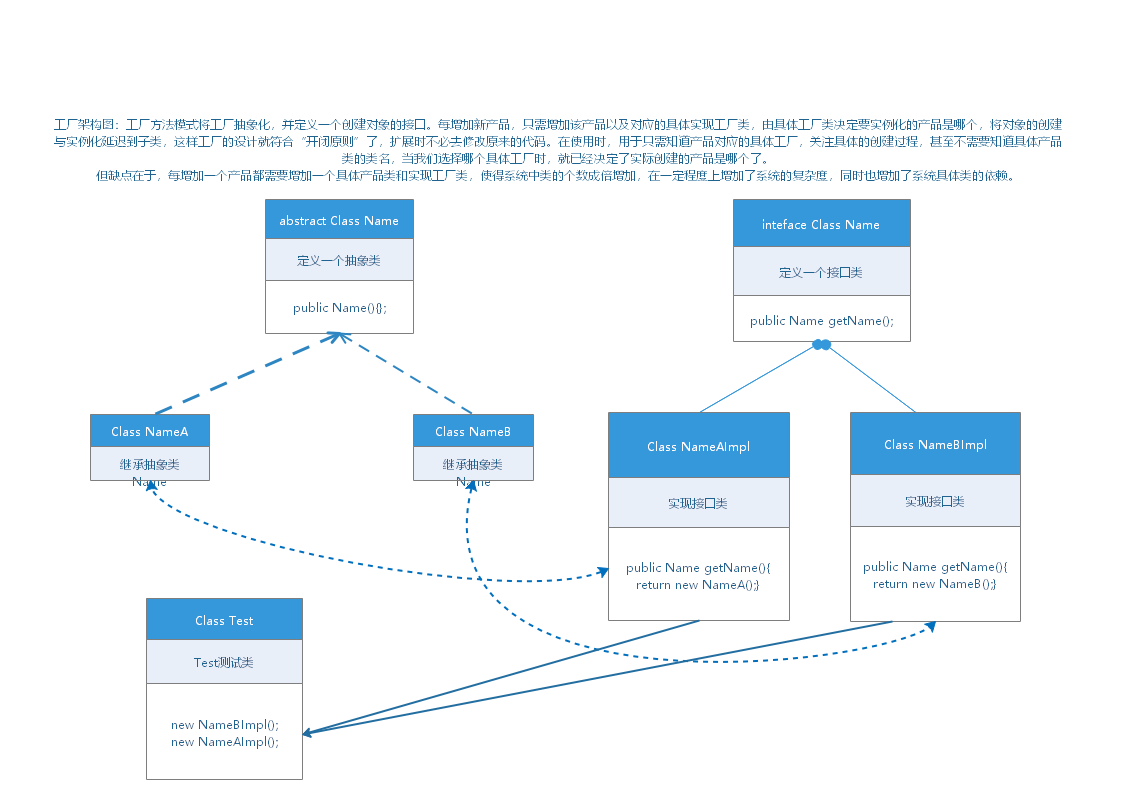 工厂架构图：工厂方法模式将工厂抽象化，并定义一个创建对象的接口。每增加新产品，只需增加该产品以及对应的具体实现工厂类，由具体工厂类决定要实例化的产品是哪个，将对象的创建
与实例化延迟到子类，这样工厂的设计就符合“开闭原则”了，扩展时不必去修改原来的代码。在使用时，用于只需知道产品对应的具体工厂，关注具体的创建过程，甚至不需要知道具体产品
类的类名，当我们选择哪个具体工厂时，就已经决定了实际创建的产品是哪个了。
但缺点在于，每增加一个产品都需要增加一个具体产品类和实现工厂类，使得系统中类的个数成倍增加，在一定程度上增加了系统的复杂度，同时也增加了系统具体类的依赖。
abstract Class Name
定义一个抽象类
public Name(){};
inteface Class Name
定义一个接口类
public Name getName();
Class NameA
继承抽象类
Name
Class NameB
继承抽象类
Name
Class NameAImpl
实现接口类
public Name getName(){
return new NameA();}
Class NameBImpl
实现接口类
public Name getName(){
return new NameB();}
Class Test
Test测试类
new NameBImpl();
new NameAImpl();